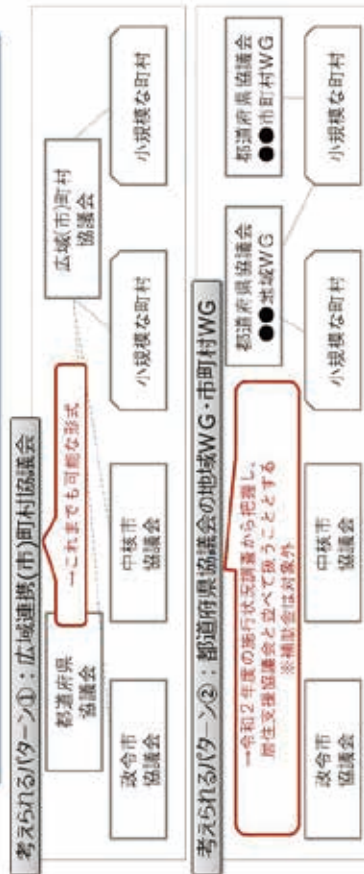 考えられるパターン①：広域連携(市)町村協議会
→これまでも可能な形式
都道府県
協議会
広域(市)町村
協議会
政令市
協議会
中核市
協議会
小規模な町村
小規模な町村
考えられるパターン②：都道府県協議会の地域WG・市町村WG
→令和２年度の施行状況調査から把握し、
居住支援協議会と並べて扱うこととする
※補助金は対象外
都道府県協議会
●●地域WG
都道府県協議会
●●市町村WG
政令市
協議会
中核市
協議会
小規模な町村
小規模な町村